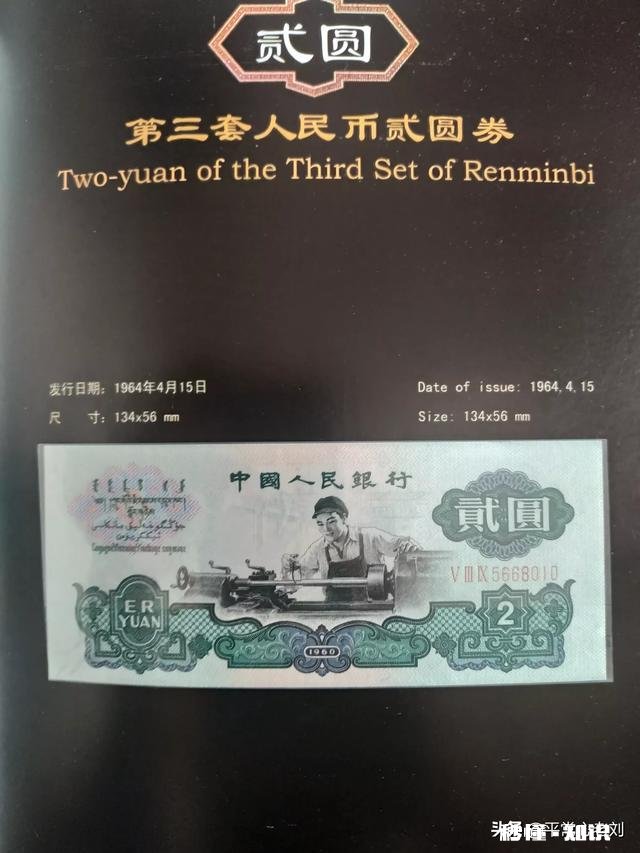 贰圆
第三套人民币贰圆券
Two-yuan of the Third Set of Renminbi
发行日期: 1964年4月15日
Date of issue: 1964.4.15
尺 寸: 134x56 mm
Size: 134x56 mm
中國人民銀行
貳圓
VⅢⅨ5668010
ER
YUAN
2
1960